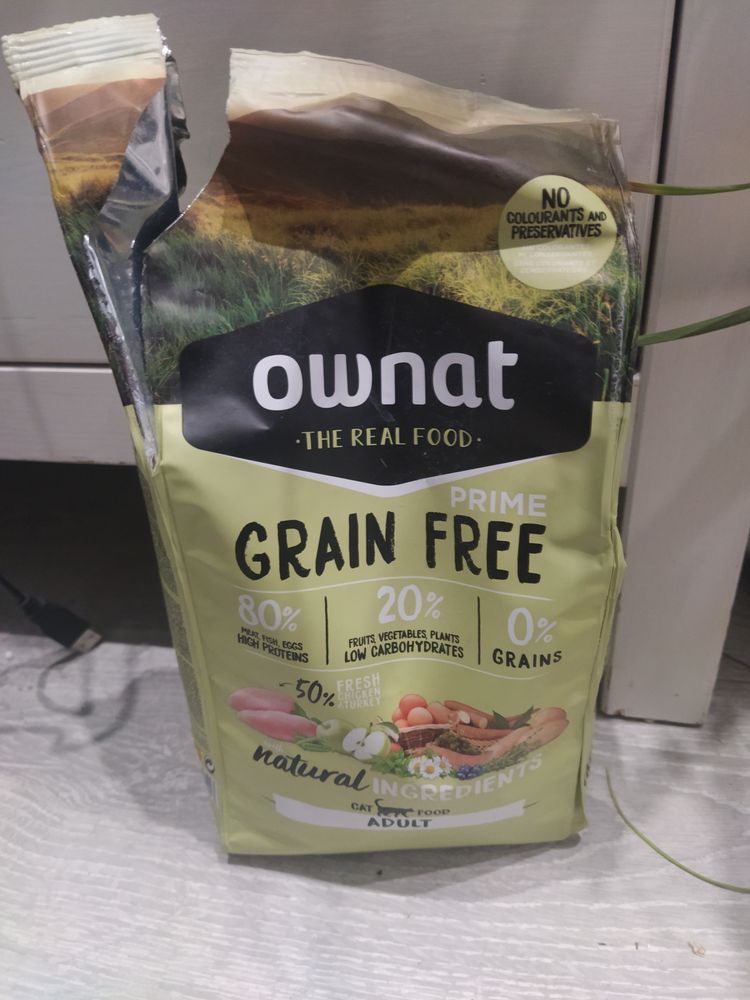 NO
COLOURANTS AND
PRESERVATIVES
ownat
·THE REAL FOOD·
PRIME
GRAIN FREE
80%
MEAT, FISH, EGGS
HIGH PROTEINS
20%
FRUITS, VEGETABLES, PLANTS
LOW CARBOHYDRATES
0%
GRAINS
50%
FRESH
CHICKEN
& TURKEY
natural INGREDIENTS
CAT FOOD
ADULT